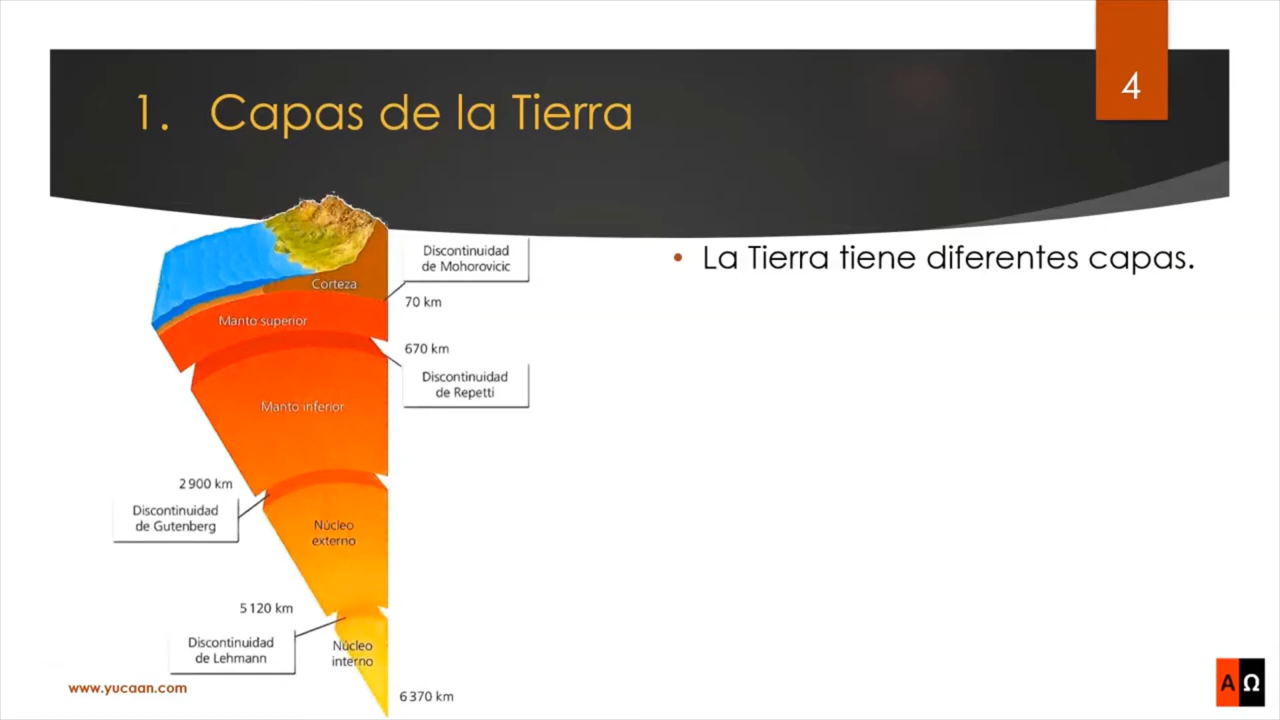 4
1. Capas de la Tierra
• La Tierra tiene diferentes capas.
Discontinuidad
de Mohorovicic
Corteza
70 km
Manto superior
670 km
Discontinuidad
de Repetti
Manto inferior
2 900 km
Discontinuidad
de Gutenberg
Núcleo
externo
5 120 km
Discontinuidad
de Lehmann
Núcleo
interno
6 370 km
www.yucaan.com
Α Ω